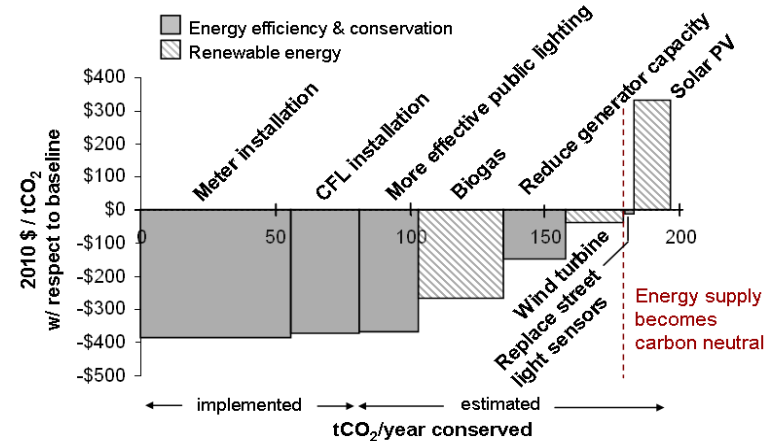 Energy efficiency & conservation
Renewable energy
2010 $ / tCO₂
w/ respect to baseline
$400
$300
$200
$100
$0
-$100
-$200
-$300
-$400
-$500
Meter installation
CFL installation
More effective public lighting
Biogas
Reduce generator capacity
Wind turbine
Replace street
light sensors
Solar PV
0
50
100
150
200
Energy supply
becomes
carbon neutral
implemented
estimated
tCO₂/year conserved